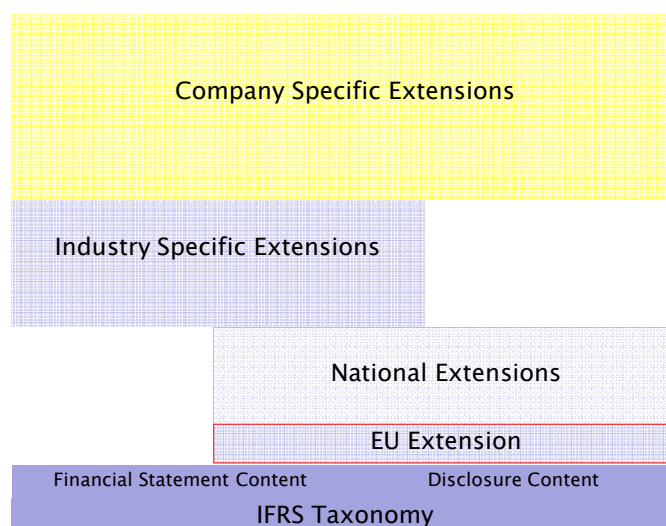 Company Specific Extensions
Industry Specific Extensions
National Extensions
EU Extension
Financial Statement Content Disclosure Content
IFRS Taxonomy